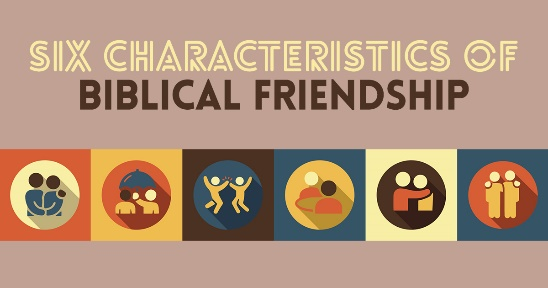 SIX CHARACTERISTICS OF
BIBLICAL FRIENDSHIP